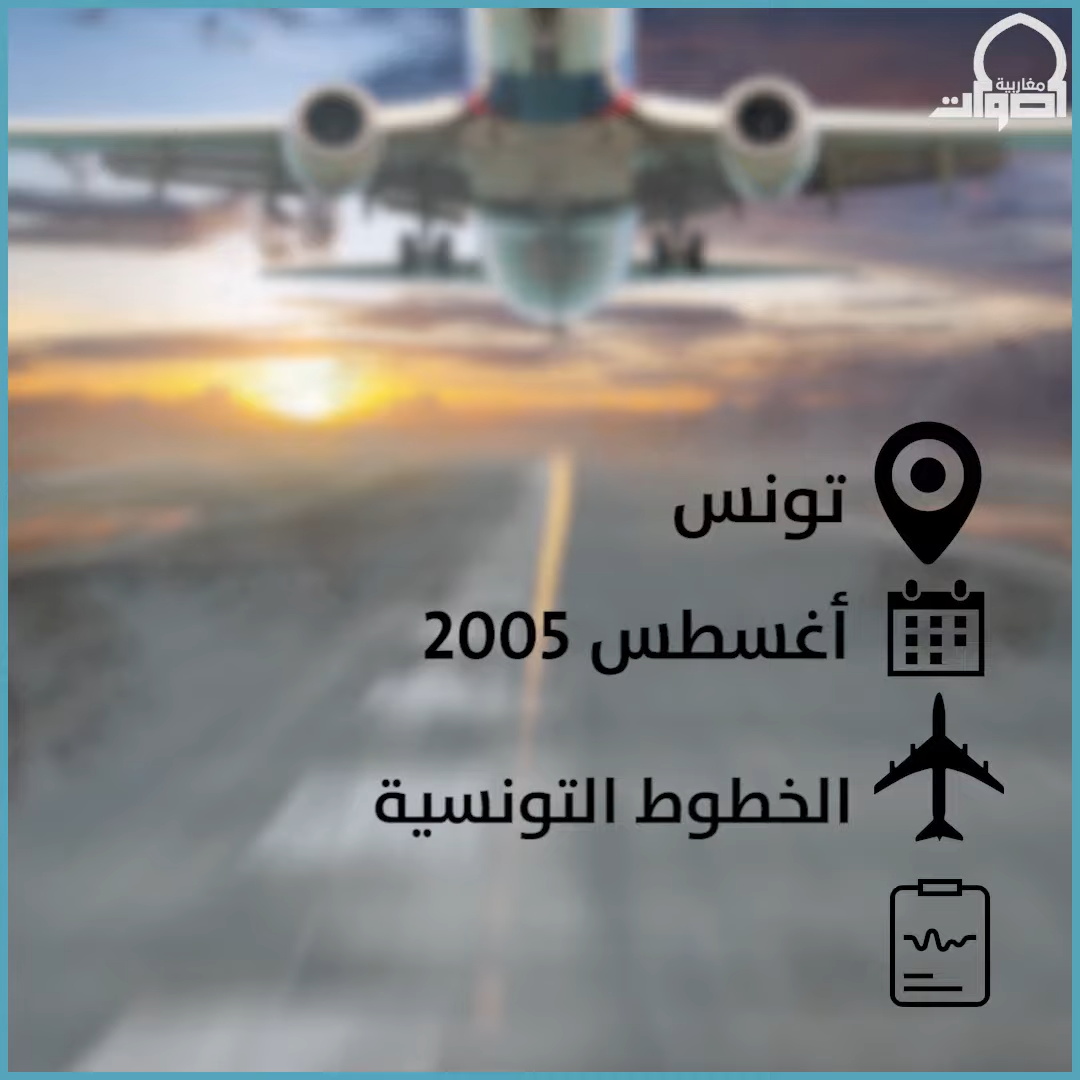 مغاربية
أصوات
تونس
أغسطس 2005
الخطوط التونسية